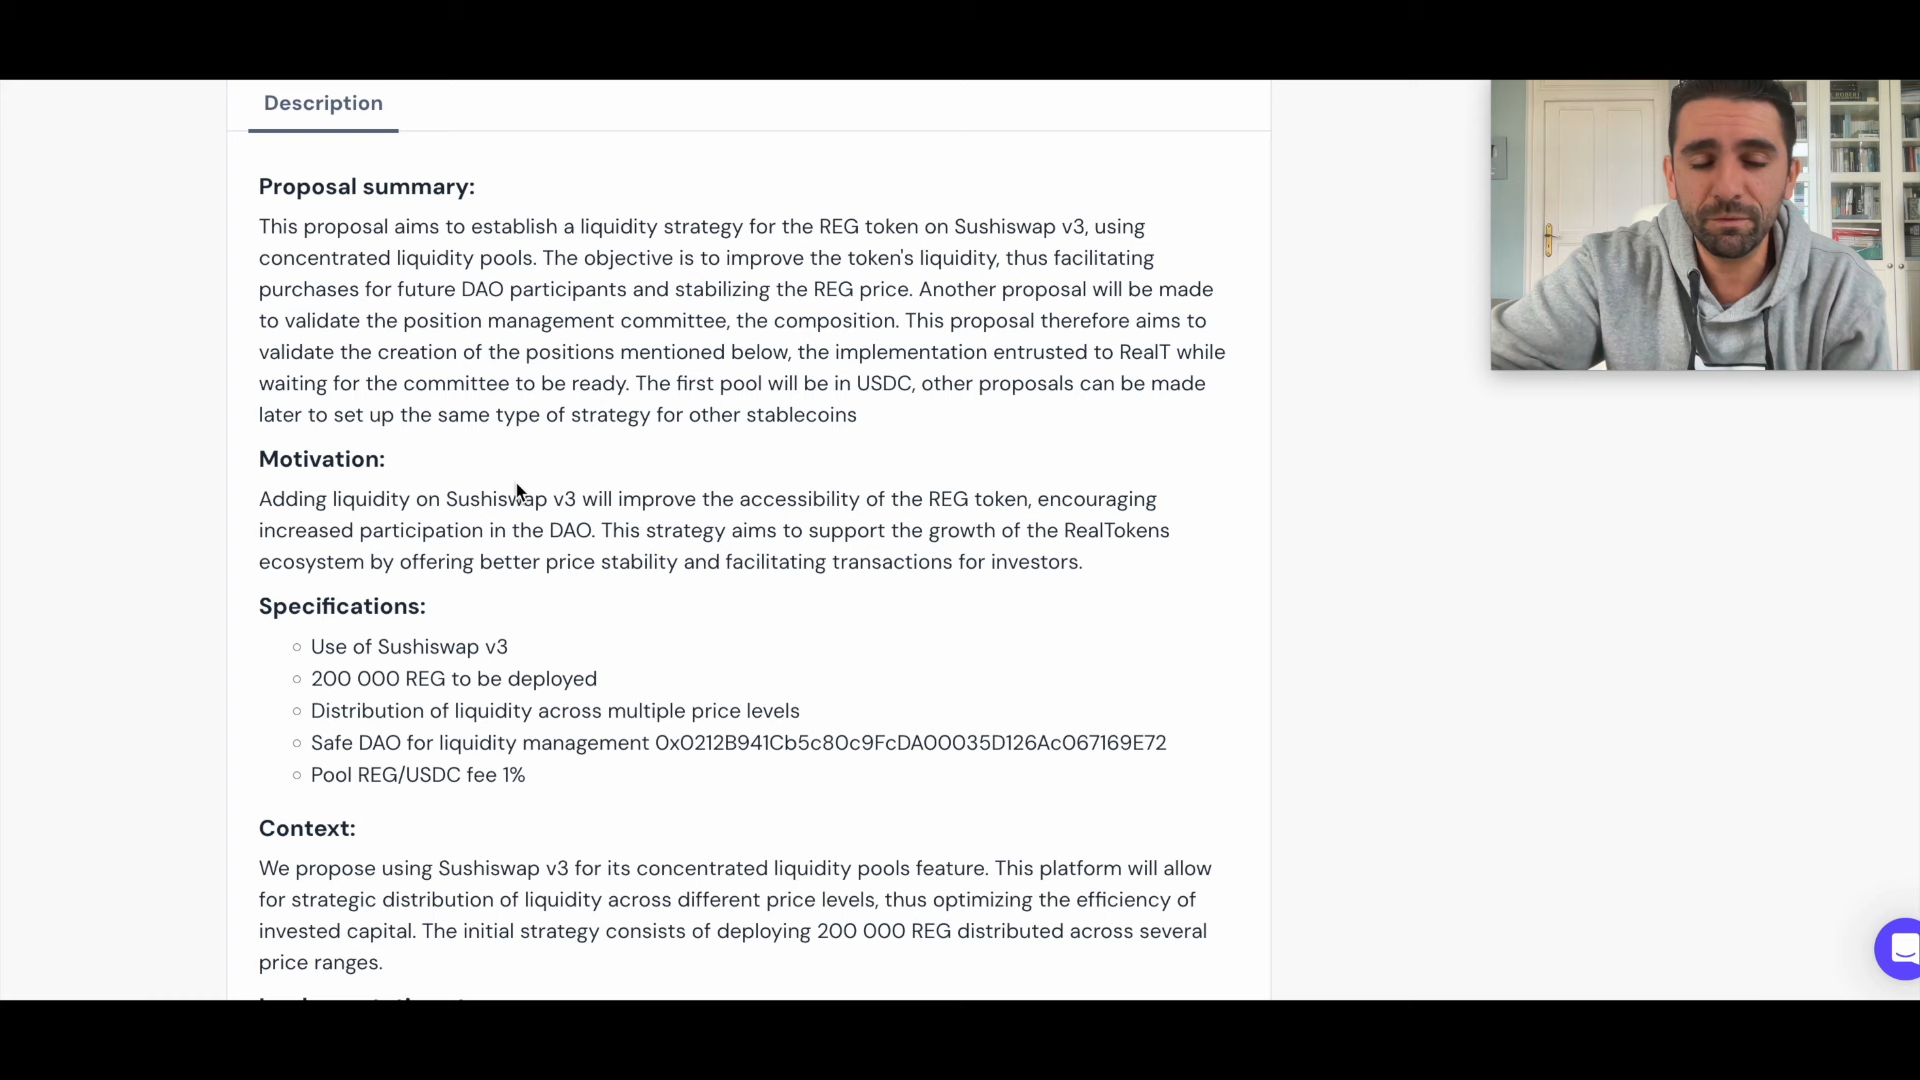 Description
Proposal summary:
This proposal aims to establish a liquidity strategy for the REG token on Sushiswap v3, using
concentrated liquidity pools. The objective is to improve the token's liquidity, thus facilitating
purchases for future DAO participants and stabilizing the REG price. Another proposal will be made
to validate the position management committee, the composition. This proposal therefore aims to
validate the creation of the positions mentioned below, the implementation entrusted to RealT while
waiting for the committee to be ready. The first pool will be in USDC, other proposals can be made
later to set up the same type of strategy for other stablecoins
Motivation:
Adding liquidity on Sushiswap v3 will improve the accessibility of the REG token, encouraging
increased participation in the DAO. This strategy aims to support the growth of the RealTokens
ecosystem by offering better price stability and facilitating transactions for investors.
Specifications:
Use of Sushiswap v3
200 000 REG to be deployed
Distribution of liquidity across multiple price levels
Safe DAO for liquidity management 0x0212B941Cb5c80c9FcDA00035D126Ac067169E72
Pool REG/USDC fee 1%
Context:
We propose using Sushiswap v3 for its concentrated liquidity pools feature. This platform will allow
for strategic distribution of liquidity across different price levels, thus optimizing the efficiency of
invested capital. The initial strategy consists of deploying 200 000 REG distributed across several
price ranges.